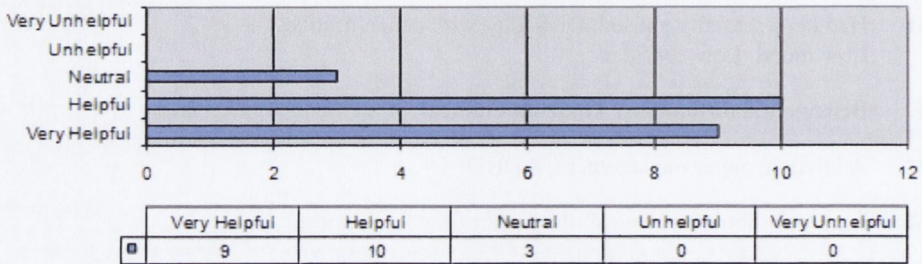 Very Unhelpful
Unhelpful
Neutral
Helpful
Very Helpful
0 2 4 6 8 10 12
Very Helpful Helpful Neutral Unhelpful Very Unhelpful
9 10 3 0 0